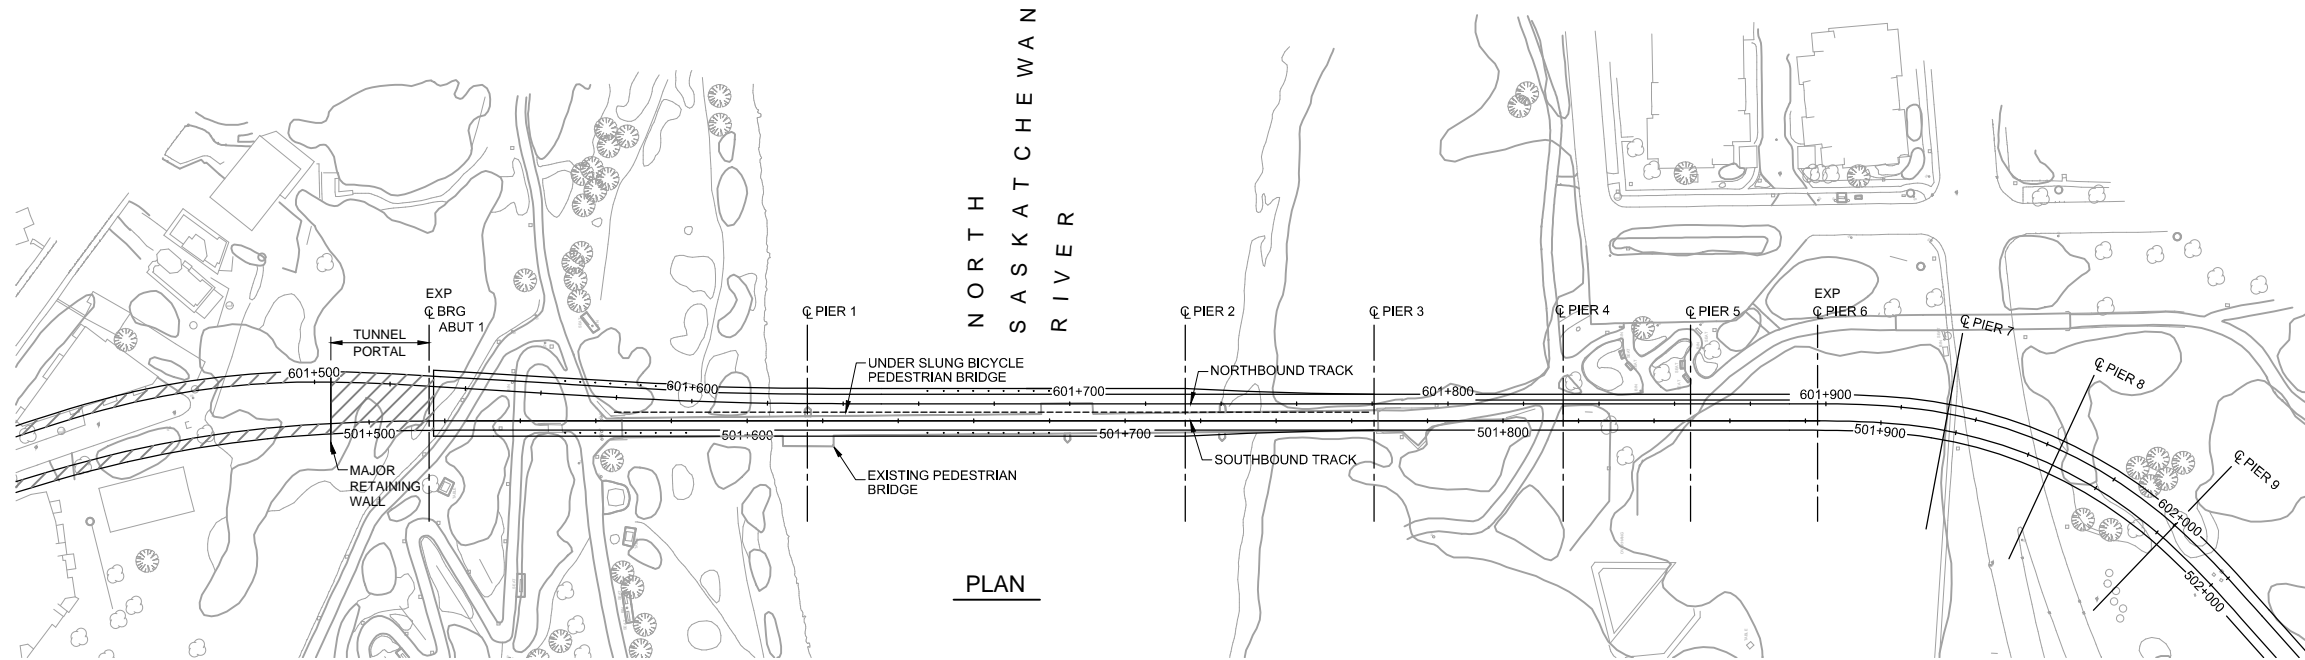 NORTH
SASKATCHEWAN
RIVER
EXP
℄ BRG
ABUT 1
TUNNEL
PORTAL
℄ PIER 1
℄ PIER 2
℄ PIER 3
℄ PIER 4
℄ PIER 5
EXP
℄ PIER 6
℄ PIER 7
℄ PIER 8
℄ PIER 9
UNDER SLUNG BICYCLE
PEDESTRIAN BRIDGE
NORTHBOUND TRACK
601+500
601+600
601+700
601+800
601+900
602+000
501+500
501+600
501+700
501+800
501+900
502+000
SOUTHBOUND TRACK
MAJOR
RETAINING
WALL
EXISTING PEDESTRIAN
BRIDGE
PLAN